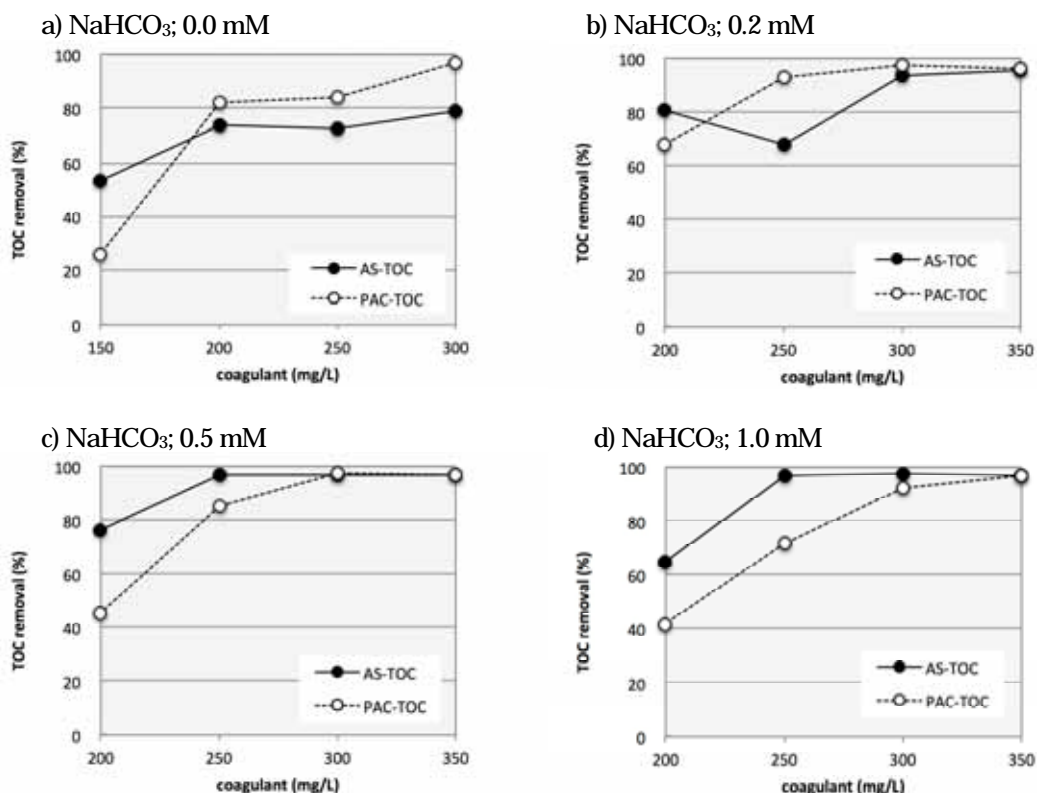 a) NaHCO₃; 0.0 mM
100
80
60
40
20
0
TOC removal (%)
AS-TOC
PAC-TOC
150 200 250 300
coagulant (mg/L)
b) NaHCO₃; 0.2 mM
100
80
60
40
20
0
TOC removal (%)
AS-TOC
PAC-TOC
200 250 300 350
coagulant (mg/L)
c) NaHCO₃; 0.5 mM
100
80
60
40
20
0
TOC removal (%)
AS-TOC
PAC-TOC
200 250 300 350
coagulant (mg/L)
d) NaHCO₃; 1.0 mM
100
80
60
40
20
0
TOC removal (%)
AS-TOC
PAC-TOC
200 250 300 350
coagulant (mg/L)